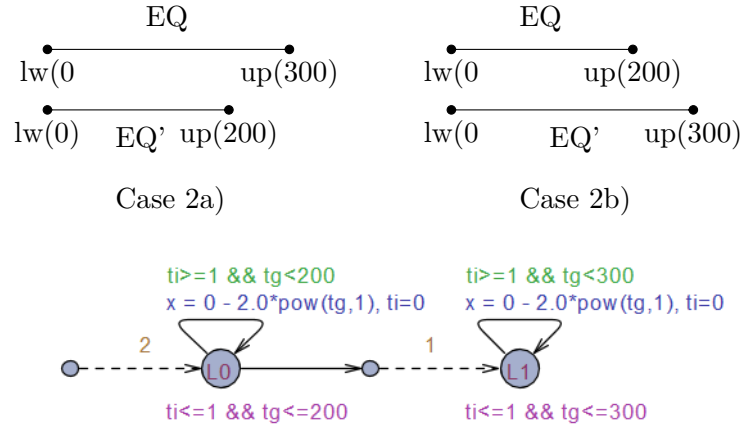 EQ EQ
lw(0 up(300) lw(0 up(200)
lw(0) EQ' up(200) lw(0 EQ' up(300)
Case 2a) Case 2b)
ti>=1 && tg<200 ti>=1 && tg<300
x = 0 - 2.0*pow(tg,1), ti=0 x = 0 - 2.0*pow(tg,1), ti=0
2 1
L0 L1
ti<=1 && tg<=200 ti<=1 && tg<=300